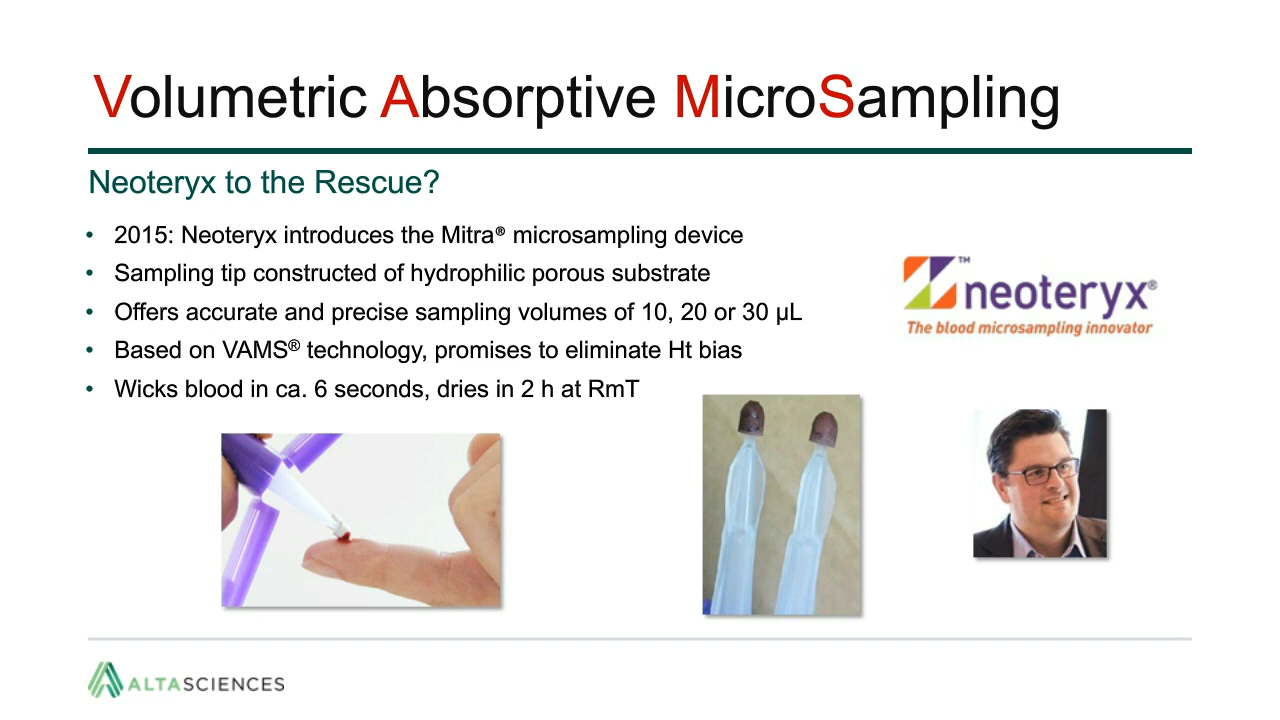 Volumetric Absorptive MicroSampling
Neoteryx to the Rescue?
• 2015: Neoteryx introduces the Mitra® microsampling device
• Sampling tip constructed of hydrophilic porous substrate
• Offers accurate and precise sampling volumes of 10, 20 or 30 µL
• Based on VAMS® technology, promises to eliminate Ht bias
• Wicks blood in ca. 6 seconds, dries in 2 h at RmT
™
neoteryx®
The blood microsampling innovator
ALTASCIENCES